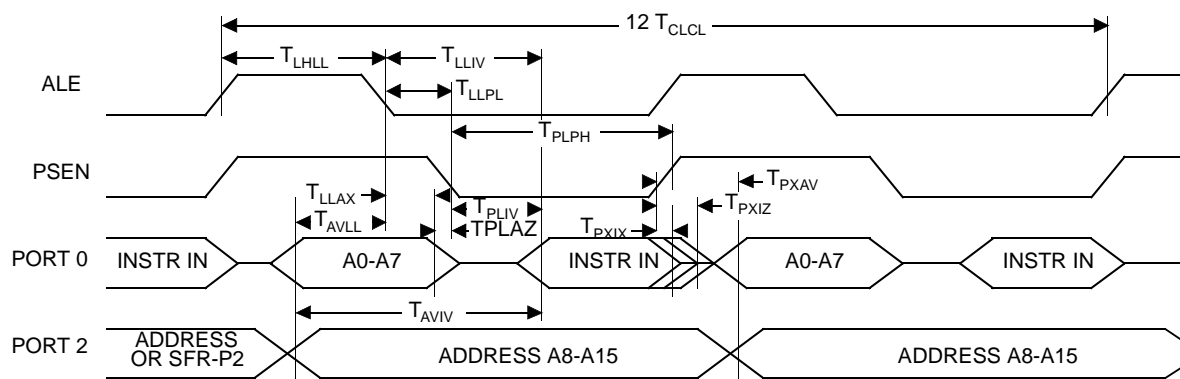 12 TCLCL
TLHLL TLLIV
ALE
TLLPL
TPLPH
PSEN
TPXAV
TLLAX
TPLIV
TPXIZ
TAVLL
TPLAZ
TPXIX
PORT 0 INSTR IN A0-A7 INSTR IN A0-A7 INSTR IN
TAVIV
PORT 2 ADDRESS
OR SFR-P2 ADDRESS A8-A15 ADDRESS A8-A15